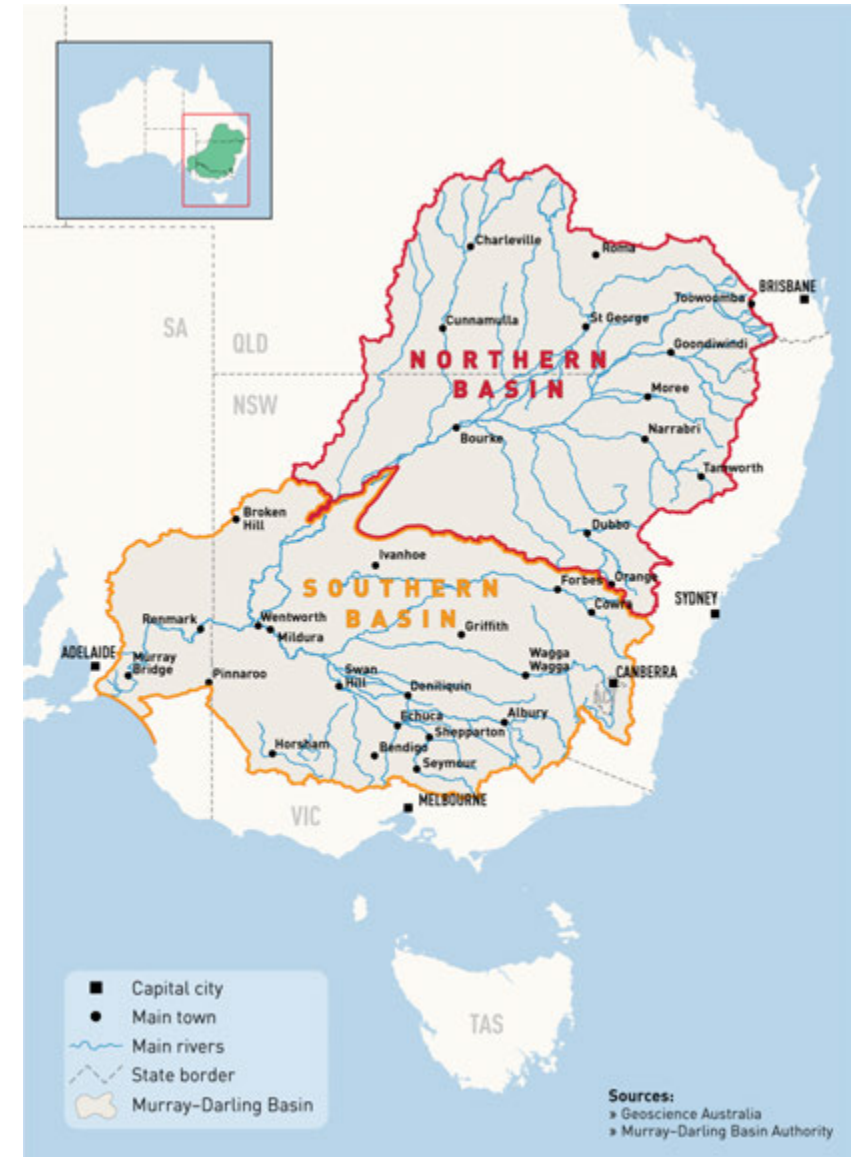 Charleville
Roma
BRISBANE
Toowoomba
Cunnamulla
St George
SA
QLD
Goondiwindi
NORTHERN
BASIN
NSW
Moree
Bourke
Narrabri
Tamworth
Broken
Hill
Dubbo
Ivanhoe
SOUTHERN
BASIN
Forbes
Orange
Cowra
SYDNEY
Renmark
Wentworth
Mildura
Griffith
ADELAIDE
Murray
Bridge
Pinnaroo
Swan
Hill
Wagga
Wagga
CANBERRA
ACT
Deniliquin
Echuca
Albury
Shepparton
Horsham
Bendigo
Seymour
MELBOURNE
VIC
TAS
Capital city
Main town
Main rivers
State border
Murray–Darling Basin
Sources:
» Geoscience Australia
» Murray–Darling Basin Authority